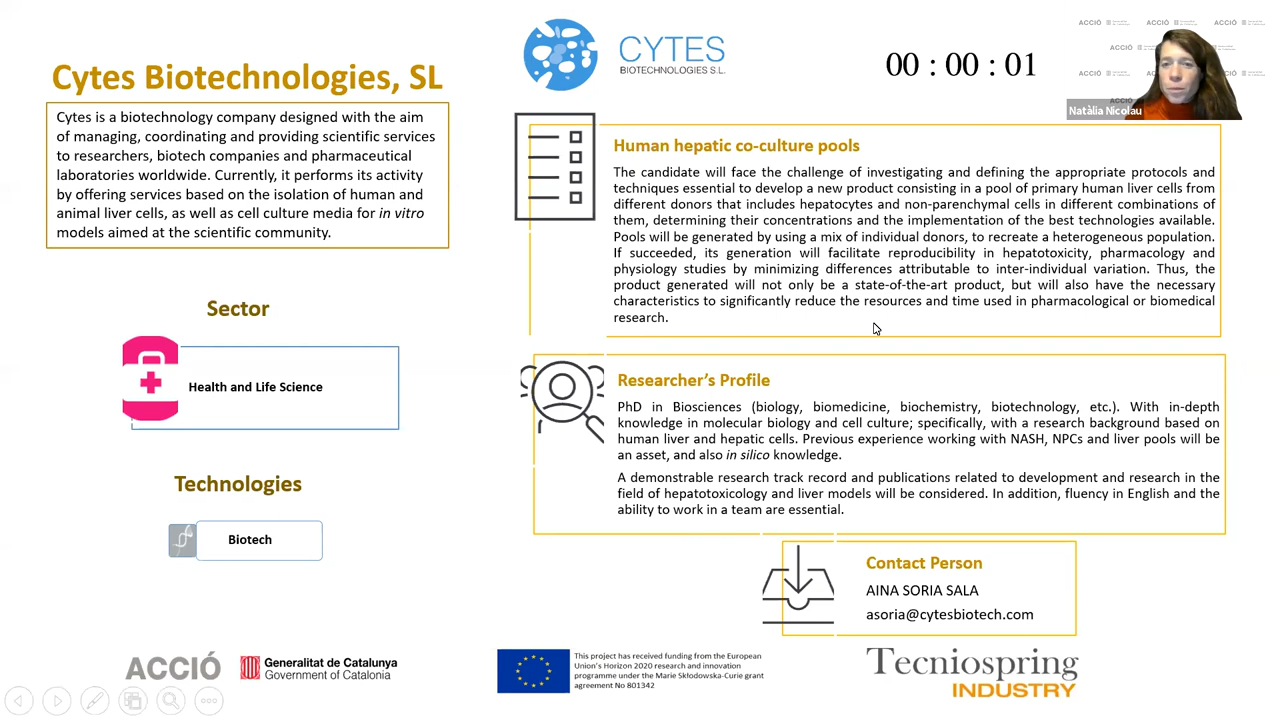 Cytes Biotechnologies, SL
Cytes is a biotechnology company designed with the aim
of managing, coordinating and providing scientific services
to researchers, biotech companies and pharmaceutical
laboratories worldwide. Currently, it performs its activity
by offering services based on the isolation of human and
animal liver cells, as well as cell culture media for in vitro
models aimed at the scientific community.
Sector
Health and Life Science
Technologies
Biotech
CYTES
BIOTECHNOLOGIES S.L.
00 : 00 : 01
ACCIÓ
ACCIÓ
ACCIÓ
ACCIÓ
ACCIÓ
ACCIÓ
Natàlia Nicolau
Human hepatic co-culture pools
The candidate will face the challenge of investigating and defining the appropriate protocols and
techniques essential to develop a new product consisting in a pool of primary human liver cells from
different donors that includes hepatocytes and non-parenchymal cells in different combinations of
them, determining their concentrations and the implementation of the best technologies available.
Pools will be generated by using a mix of individual donors, to recreate a heterogeneous population.
If succeeded, its generation will facilitate reproducibility in hepatotoxicity, pharmacology and
physiology studies by minimizing differences attributable to inter-individual variation. Thus, the
product generated will not only be a state-of-the-art product, but will also have the necessary
characteristics to significantly reduce the resources and time used in pharmacological or biomedical
research.
Researcher's Profile
PhD in Biosciences (biology, biomedicine, biochemistry, biotechnology, etc.). With in-depth
knowledge in molecular biology and cell culture; specifically, with a research background based on
human liver and hepatic cells. Previous experience working with NASH, NPCs and liver pools will be
an asset, and also in silico knowledge.
A demonstrable research track record and publications related to development and research in the
field of hepatotoxicology and liver models will be considered. In addition, fluency in English and the
ability to work in a team are essential.
Contact Person
AINA SORIA SALA
asoria@cytesbiotech.com
ACCIÓ
Generalitat de Catalunya
Government of Catalonia
This project has received funding from the European
Union's Horizon 2020 research and innovation
programme under the Marie Skłodowska-Curie grant
agreement No 801342
Tecniospring
INDUSTRY